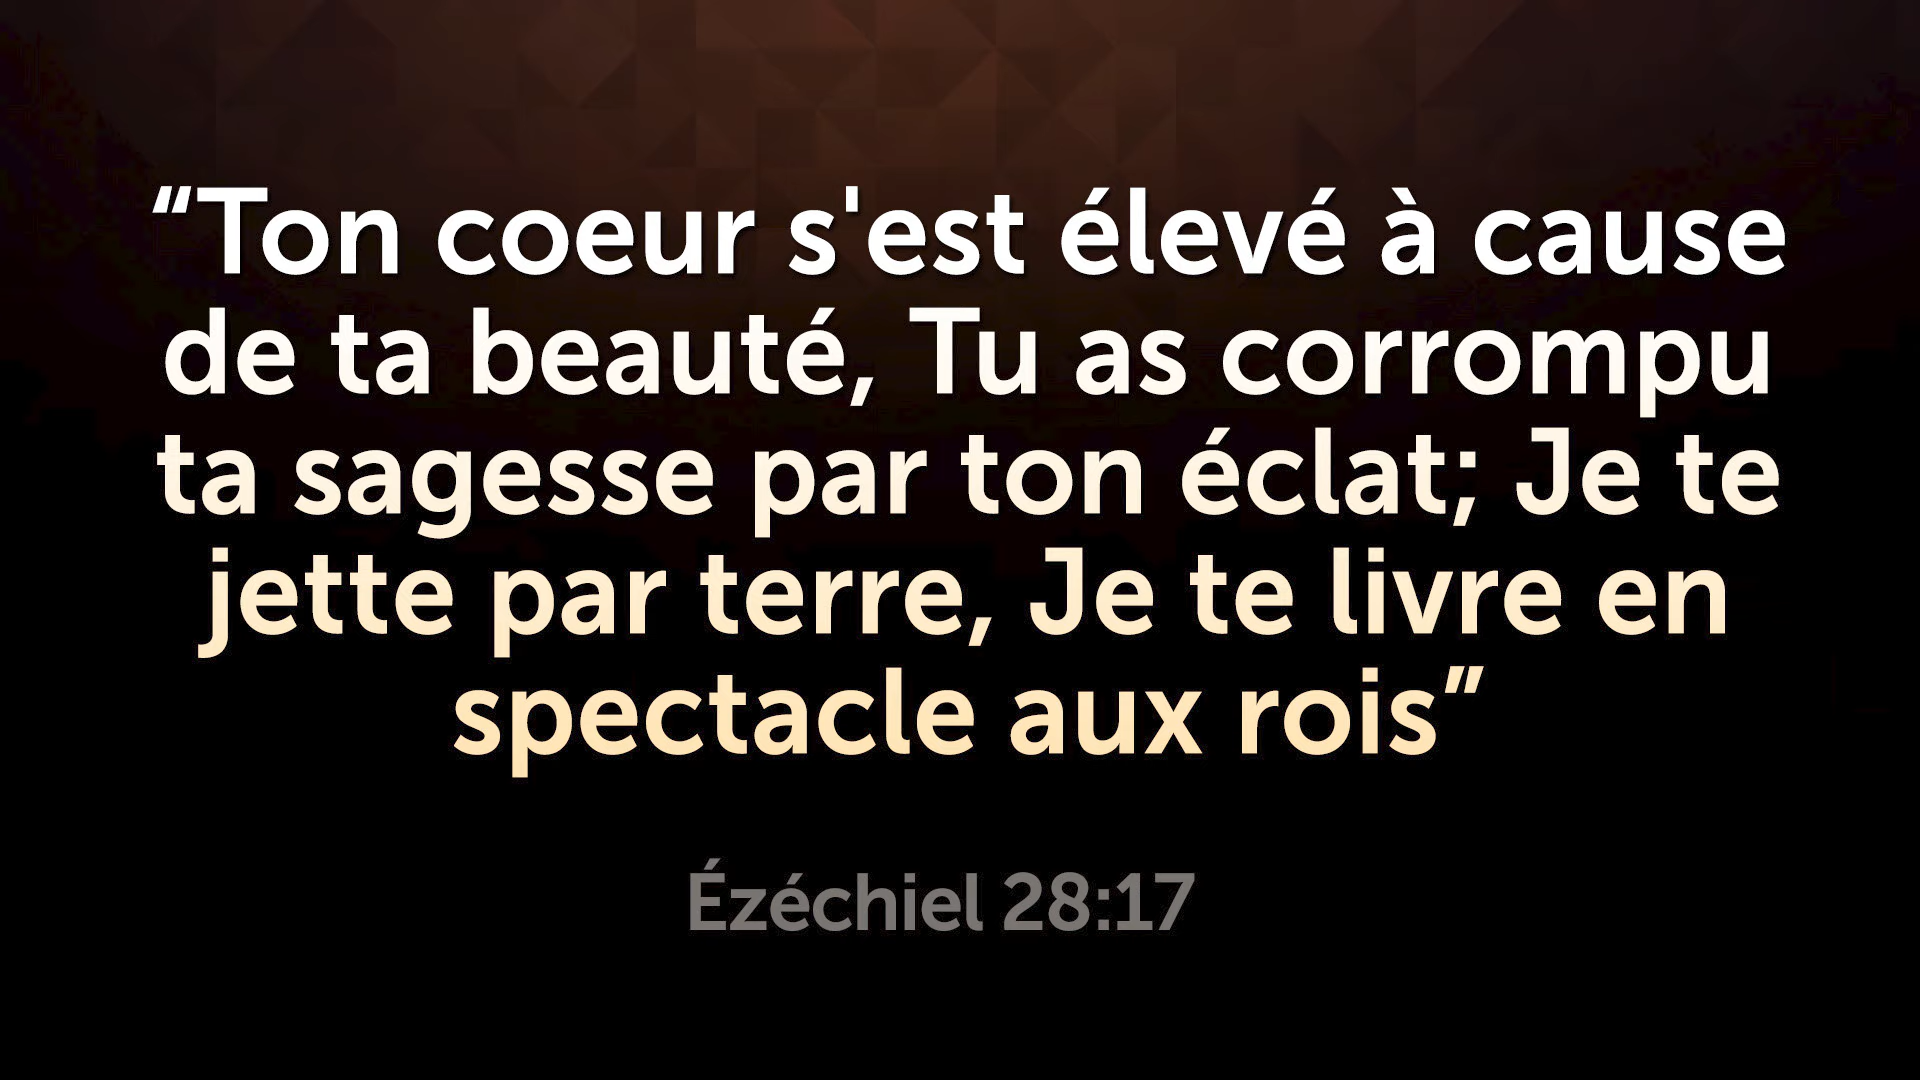 “Ton coeur s'est élevé à cause
de ta beauté, Tu as corrompu
ta sagesse par ton éclat; Je te
jette par terre, Je te livre en
spectacle aux rois”
Ézéchiel 28:17